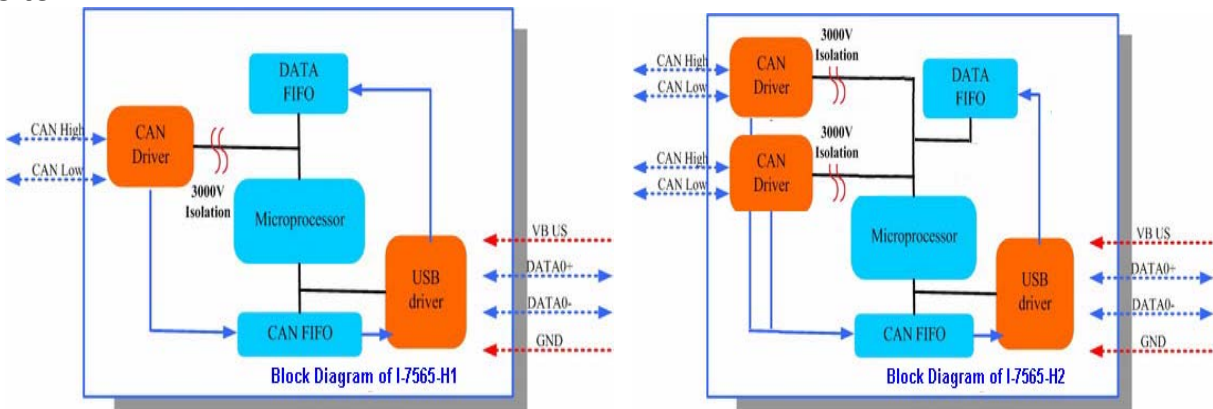 DATA
FIFO
CAN
Driver
CAN High
CAN Low
3000V
Isolation
Microprocessor
VB US
DATA0+
USB
driver
DATA0-
CAN FIFO
GND
Block Diagram of I-7565-H1
3000V
Isolation
CAN
Driver
CAN High
CAN Low
DATA
FIFO
3000V
Isolation
CAN
Driver
CAN High
CAN Low
Microprocessor
VB US
DATA0+
USB
driver
DATA0-
CAN FIFO
GND
Block Diagram of I-7565-H2